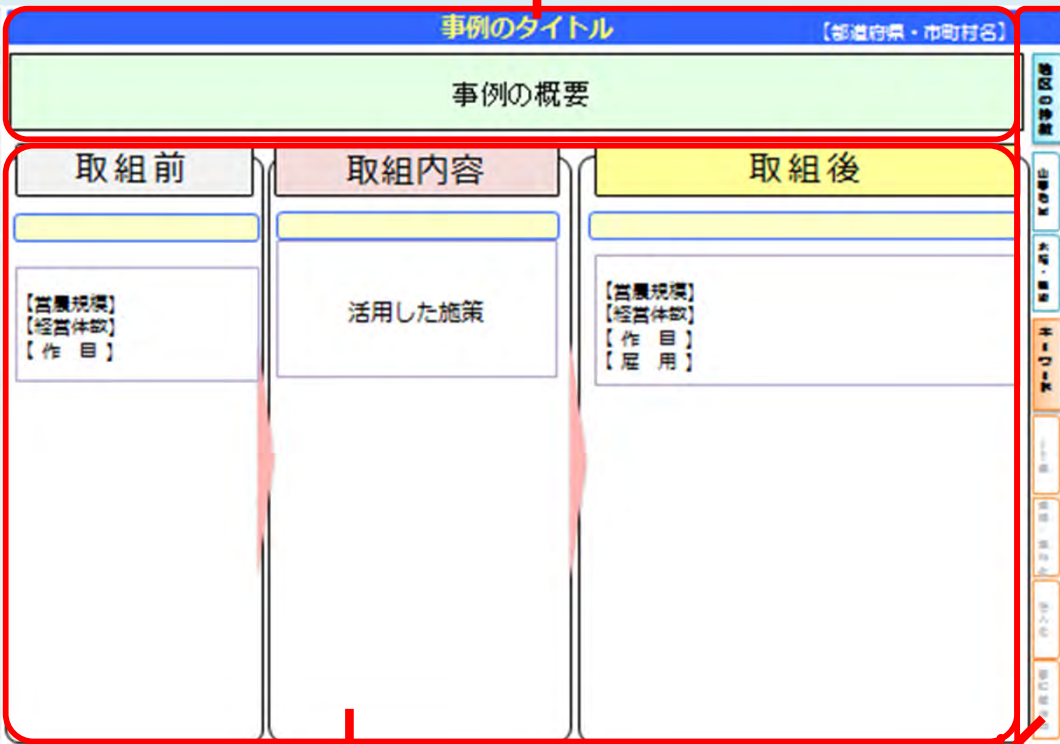 事例のタイトル
【都道府県・市町村名】
事例の概要
取組前
取組内容
取組後
【営農規模】
【経営体数】
【作　目】
活用した施策
【営農規模】
【経営体数】
【作　目】
【雇　用】
地区の特徴
キーワード